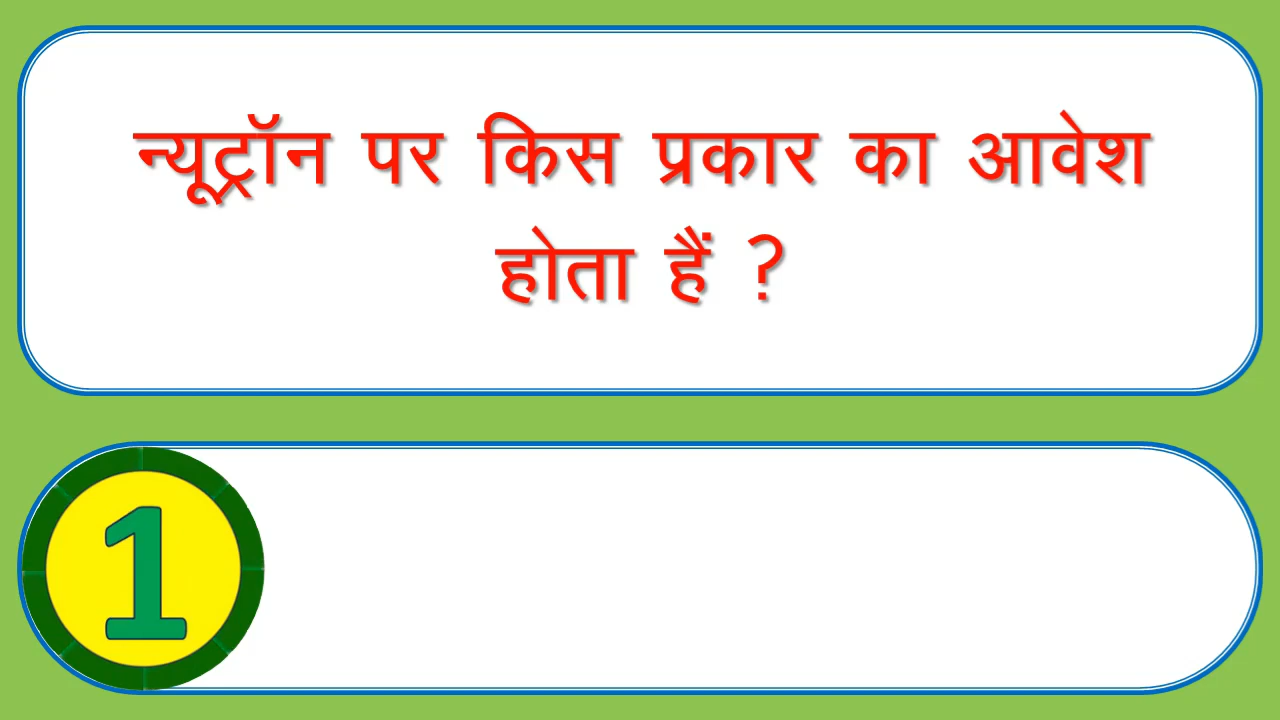 न्यूट्रॉन पर किस प्रकार का आवेश
होता हैं ?
1